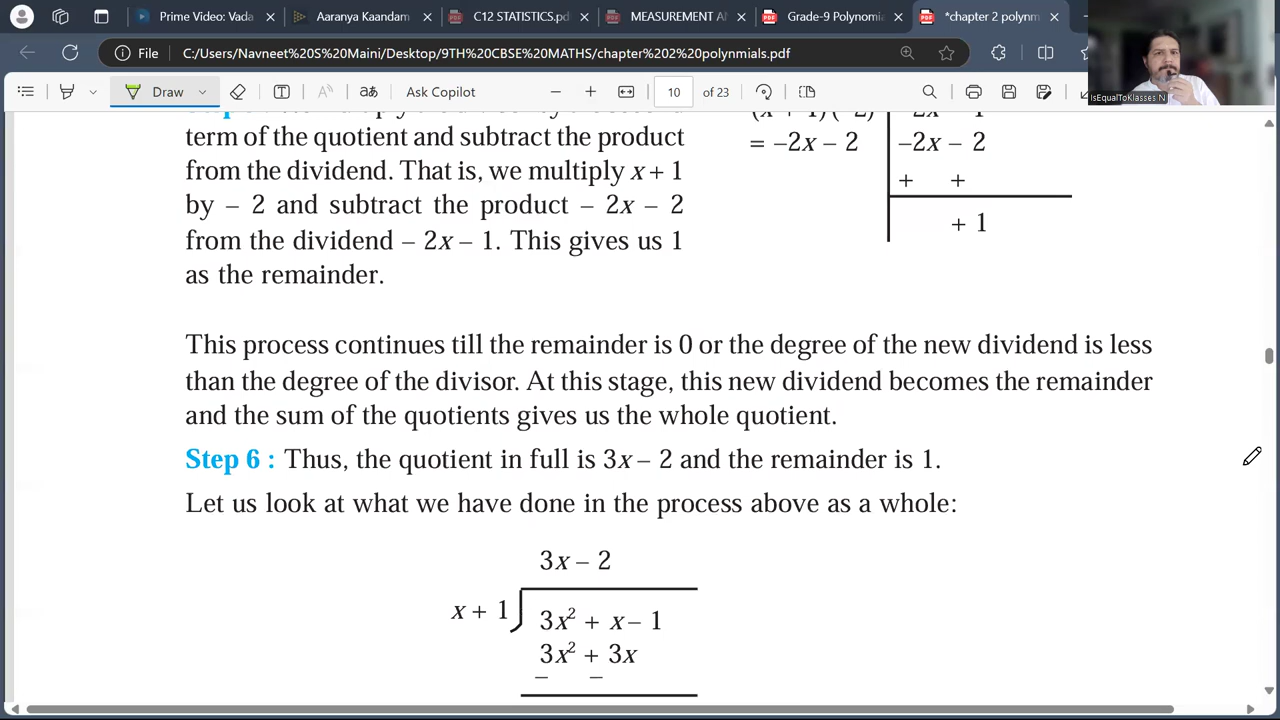 Prime Video: Vada
Aaranya Kaandam
C12 STATISTICS.pd
MEASUREMENT A
Grade-9 Polynomi
*chapter 2 polynm
File C:/Users/Navneet%20S%20Maini/Desktop/9TH%20CBSE%20MATHS/chapter%202%20polynmials.pdf
IsEqualToKlasses N
Draw aあ Ask Copilot 10 of 23
term of the quotient and subtract the product
from the dividend. That is, we multiply x + 1
by – 2 and subtract the product – 2x – 2
from the dividend – 2x – 1. This gives us 1
as the remainder.
= –2x – 2
–2x – 2
+ +
+ 1
This process continues till the remainder is 0 or the degree of the new dividend is less
than the degree of the divisor. At this stage, this new dividend becomes the remainder
and the sum of the quotients gives us the whole quotient.
Step 6 : Thus, the quotient in full is 3x – 2 and the remainder is 1.
Let us look at what we have done in the process above as a whole:
3x – 2
x + 1
3x² + x – 1
3x² + 3x
– –